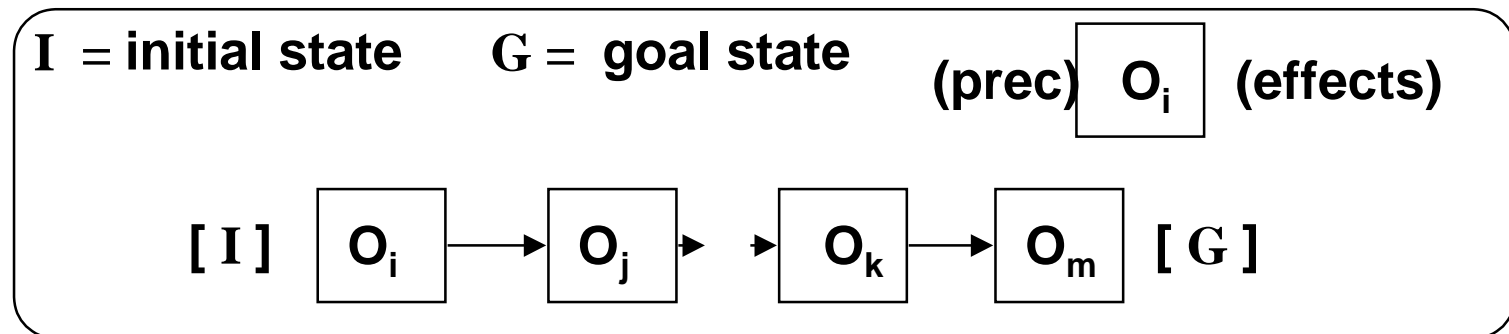 I = initial state G = goal state
(prec) Oi (effects)
[ I ] Oi Oj Ok Om [ G ]